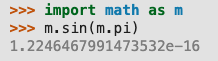 >>> import math as m
>>> m.sin(m.pi)
1.2246467991473532e-16